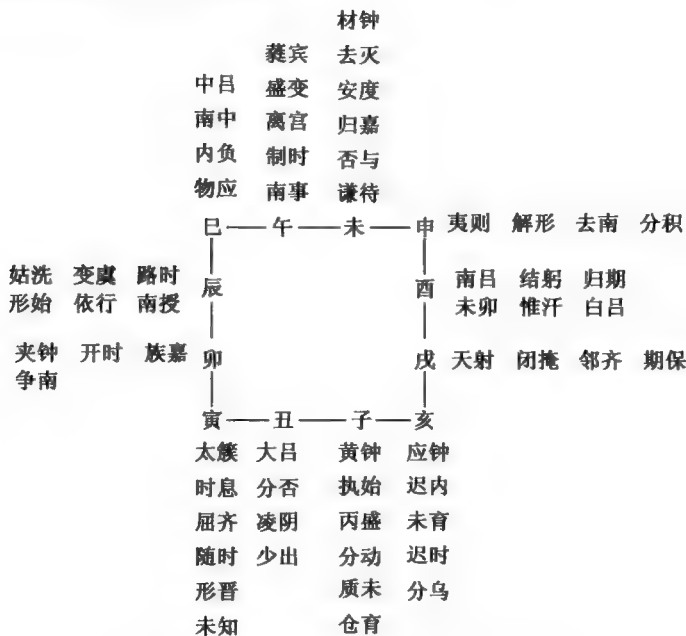 材钟
蕤宾 去灭
中吕 盛变 安度
南中 离宫 归嘉
内负 制时 否与
物应 南事 谦待
巳 午 未 申 夷则 解形 去南 分积
姑洗 变虞 路时
形始 依行 南授
辰
酉
南吕 结躬 归期
未卯 惟汗 白吕
夹钟 开时 族嘉
争南
卯
戌 天射 闭掩 邻齐 期保
寅 丑 子 亥
太簇 大吕 黄钟 应钟
时息 分否 执始 迟内
屈齐 凌阴 丙盛 未育
随时 少出 分动 迟时
形晋 质未 分乌
未知 仓育